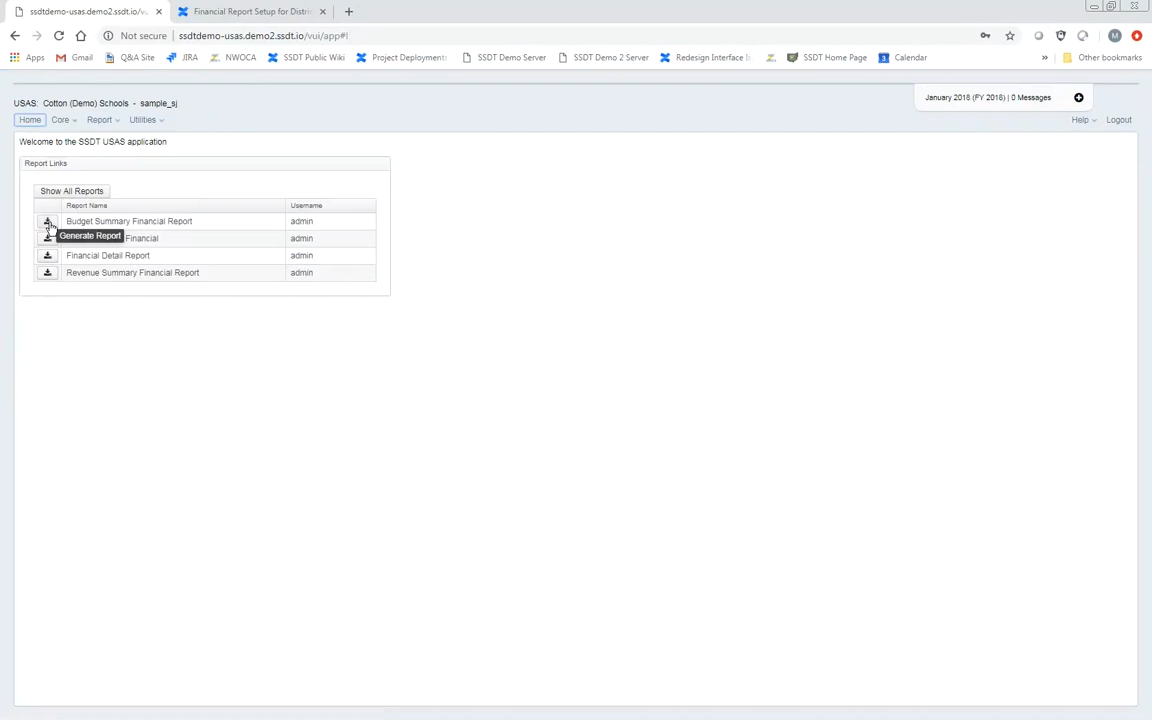 ssdtdemo-usas.demo2.ssdt.io/vu
Financial Report Setup for Distri
Not secure
ssdtdemo-usas.demo2.ssdt.io/vui/app#!
M
Apps
Gmail
Q&A Site
JIRA
NWOCA
SSDT Public Wiki
Project Deployment
SSDT Demo Server
SSDT Demo 2 Server
Redesign Interface
SSDT Home Page
Calendar
»
Other bookmarks
USAS: Cotton (Demo) Schools - sample_sj
January 2018 (FY 2018) | 0 Messages
Home
Core
Report
Utilities
Help
Logout
Welcome to the SSDT USAS application
Report Links
Show All Reports
Report Name
Username
Budget Summary Financial Report
admin
Generate Report
Financial
admin
Financial Detail Report
admin
Revenue Summary Financial Report
admin